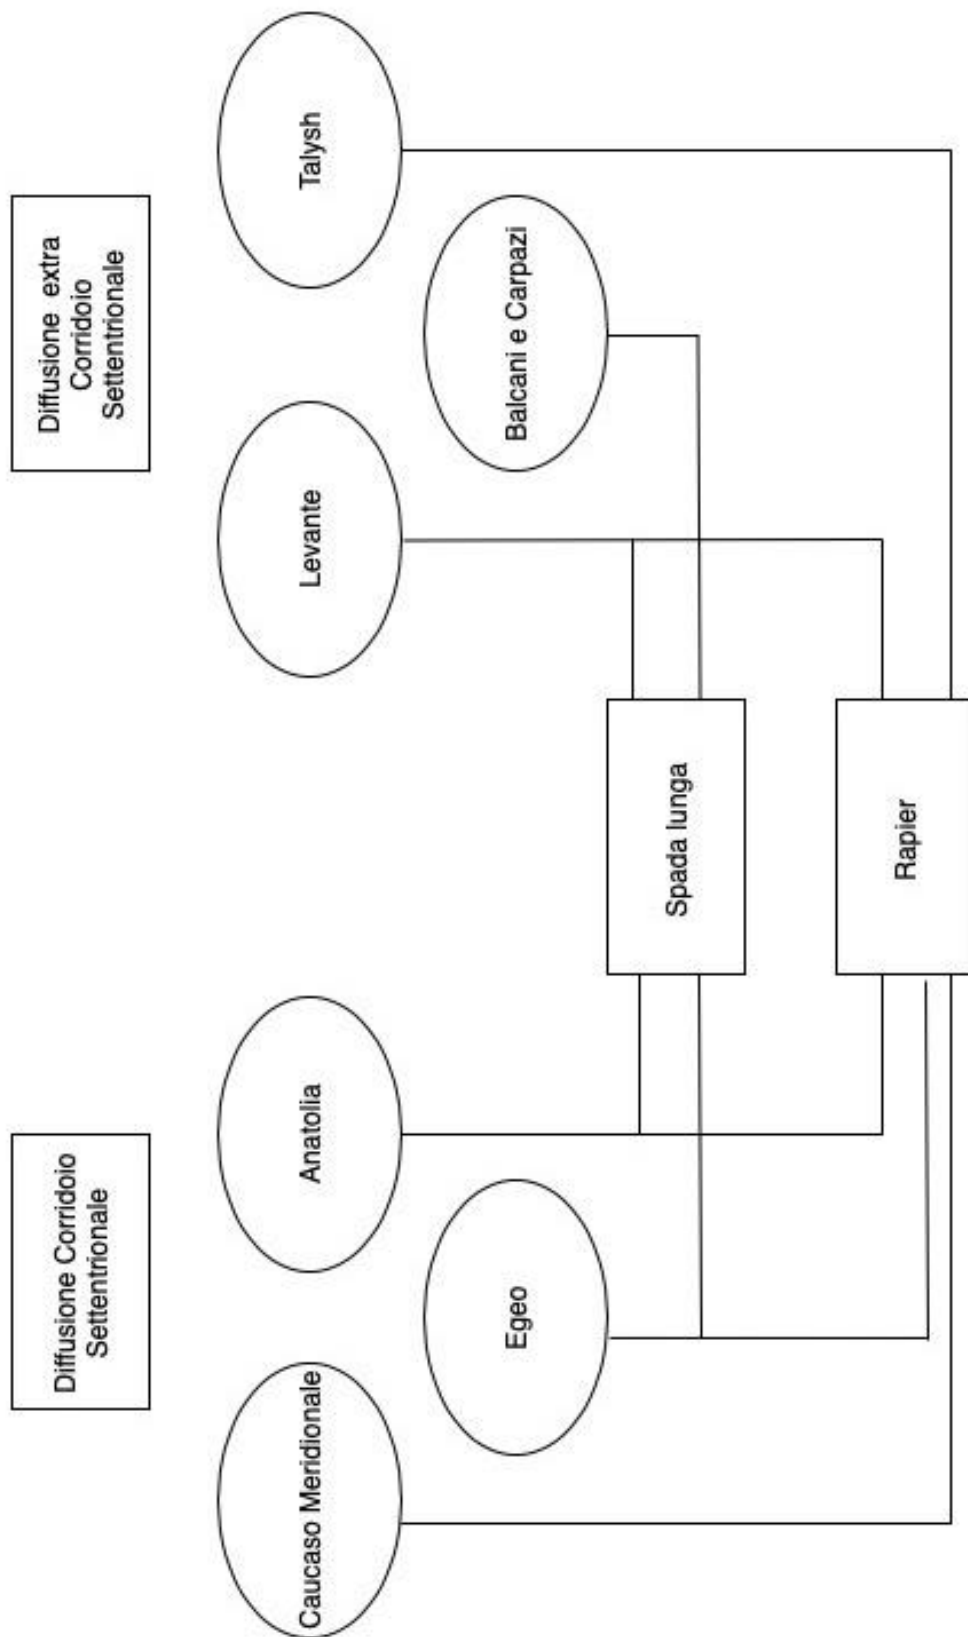 Diffusione Corridoio
Settentrionale
Diffusione extra
Corridoio
Settentrionale
Caucaso Meridionale
Anatolia
Levante
Talysh
Egeo
Balcani e Carpazi
Spada lunga
Rapier